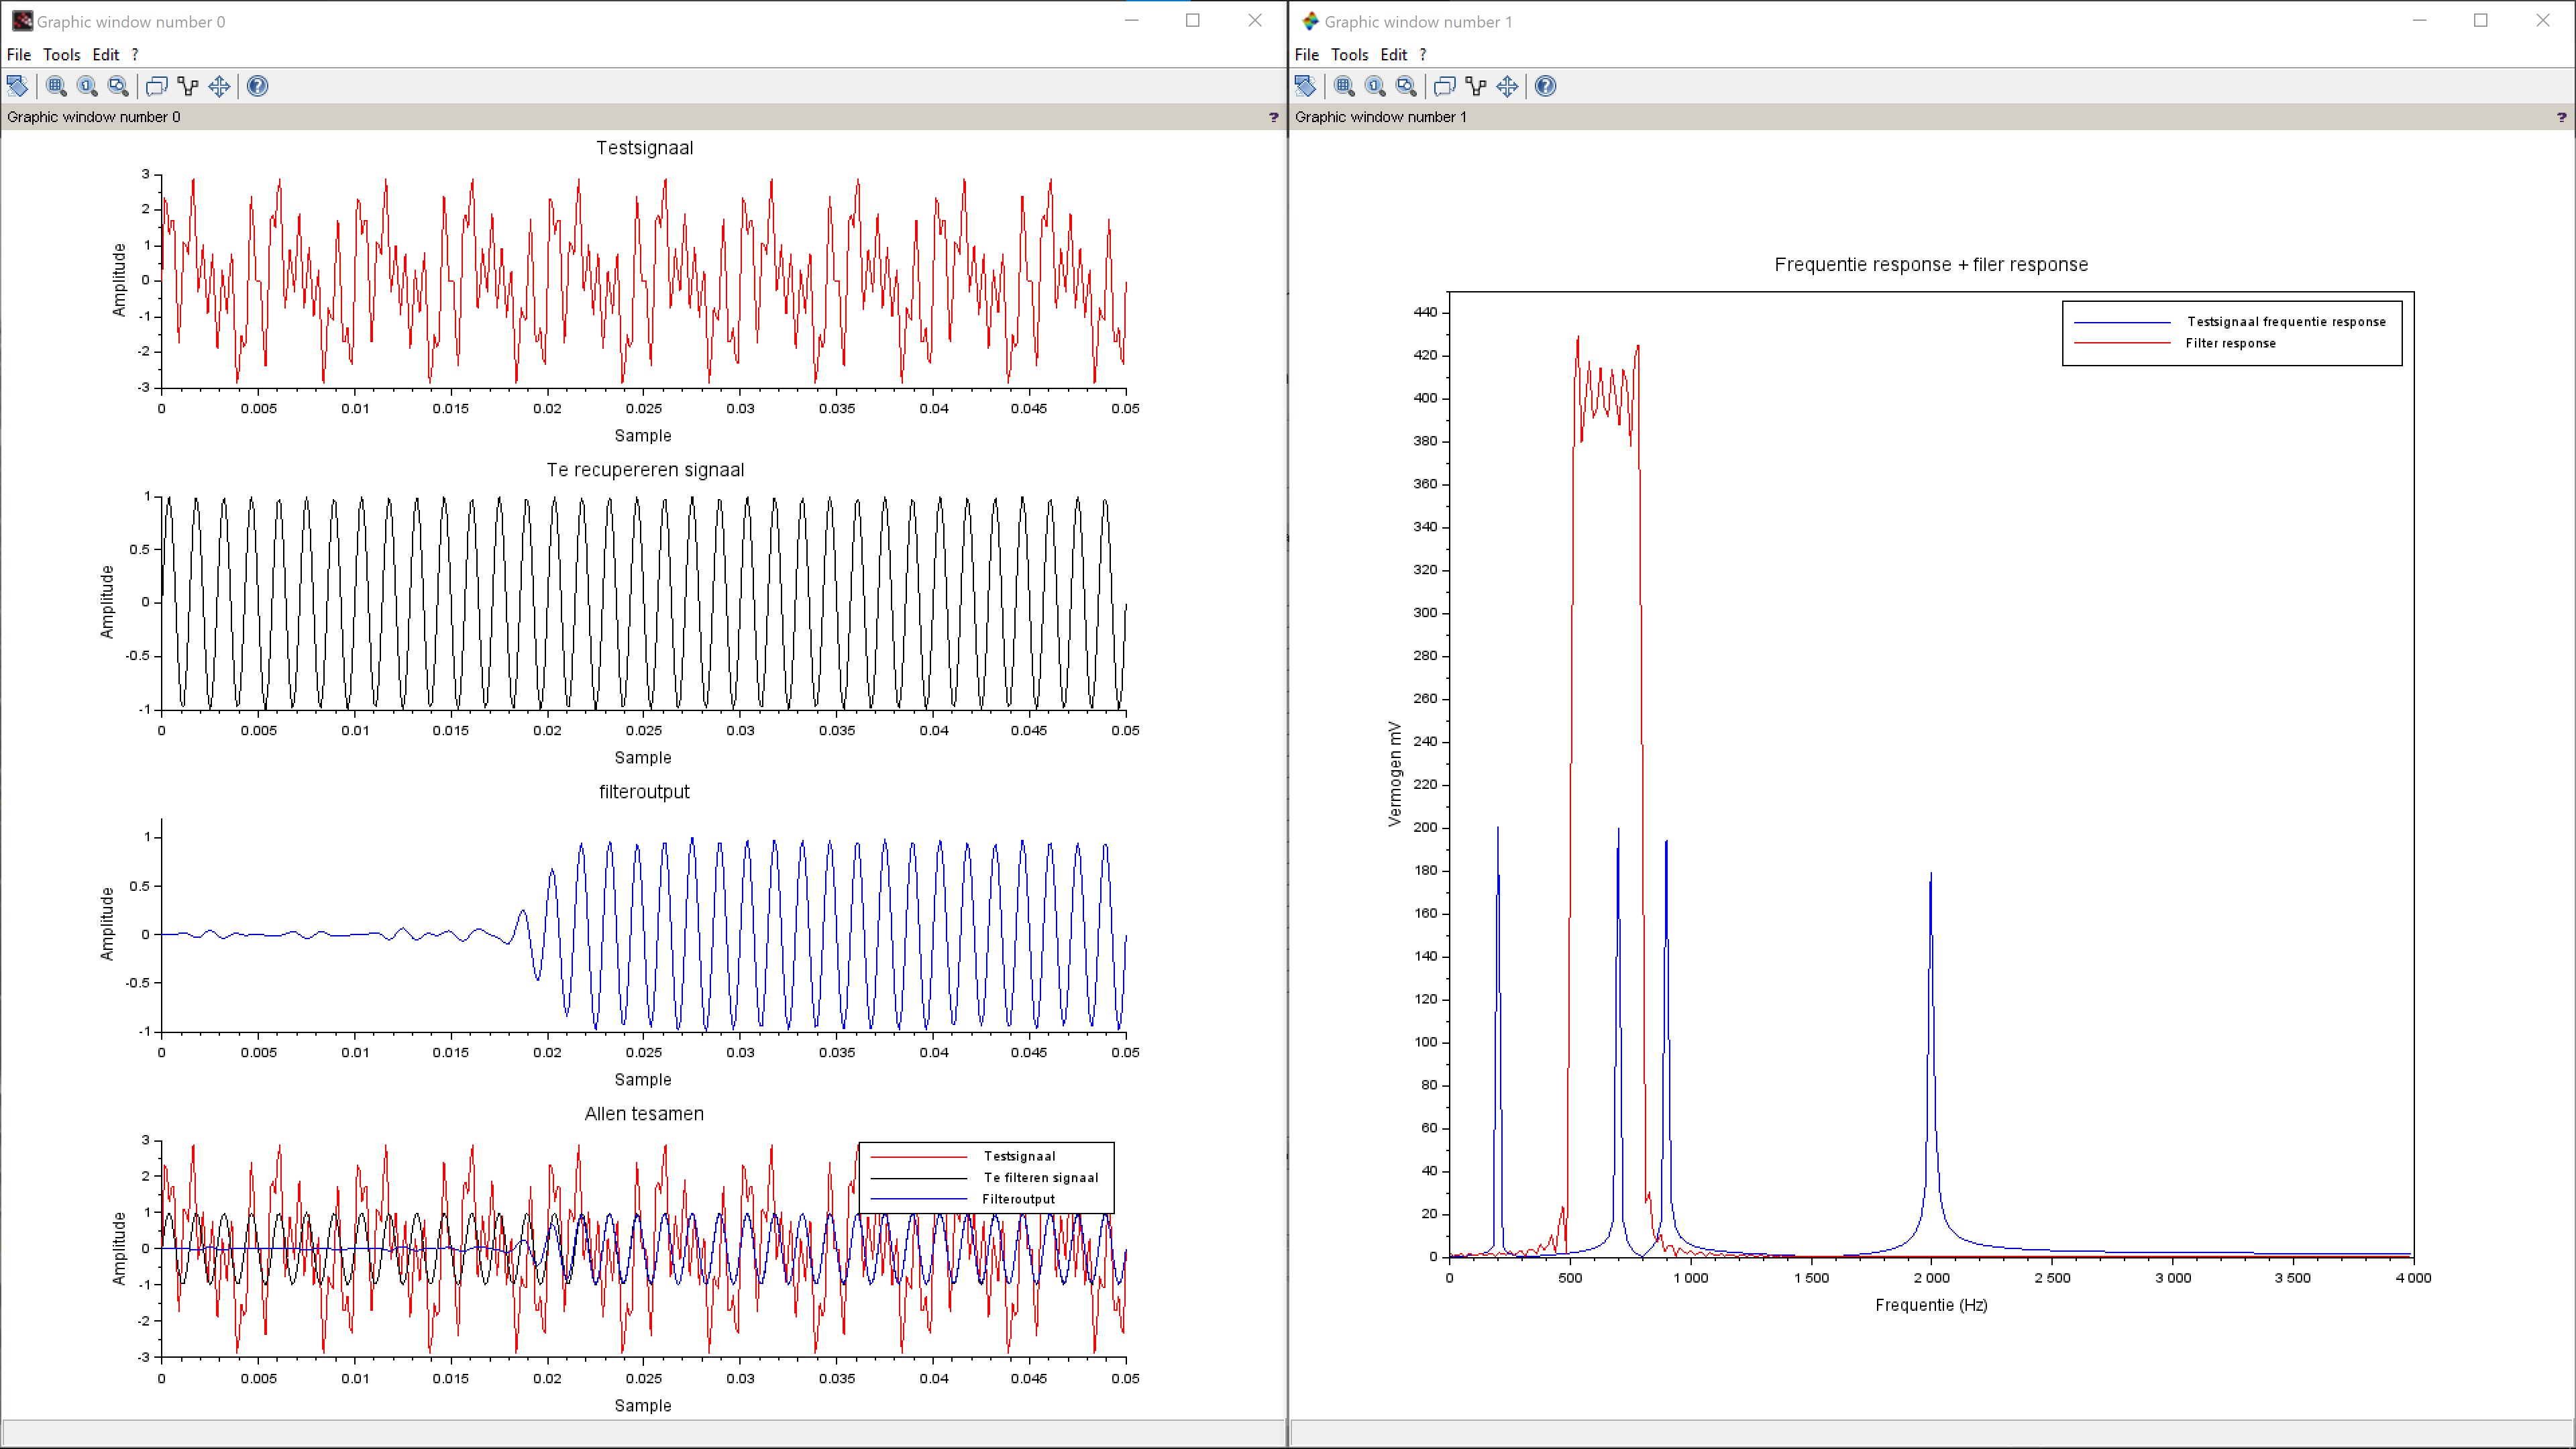 Graphic window number 0
File Tools Edit ?
Graphic window number 0 ?
Testsignaal
3
2
1
0
-1
-2
-3
Amplitude
0 0.005 0.01 0.015 0.02 0.025 0.03 0.035 0.04 0.045 0.05
Sample
Te recupereren signaal
1
0.5
0
-0.5
-1
Amplitude
0 0.005 0.01 0.015 0.02 0.025 0.03 0.035 0.04 0.045 0.05
Sample
filteroutput
1
0.5
0
-0.5
-1
Amplitude
0 0.005 0.01 0.015 0.02 0.025 0.03 0.035 0.04 0.045 0.05
Sample
Allen tesamen
3
2
1
0
-1
-2
-3
Amplitude
Testsignaal
Te filteren signaal
Filteroutput
0 0.005 0.01 0.015 0.02 0.025 0.03 0.035 0.04 0.045 0.05
Sample
Graphic window number 1
File Tools Edit ?
Graphic window number 1 ?
Frequentie response + filer response
Testsignaal frequentie response
Filter response
440
420
400
380
360
340
320
300
280
260
240
220
200
180
160
140
120
100
80
60
40
20
0
Vermogen mV
0 500 1 000 1 500 2 000 2 500 3 000 3 500 4 000
Frequentie (Hz)